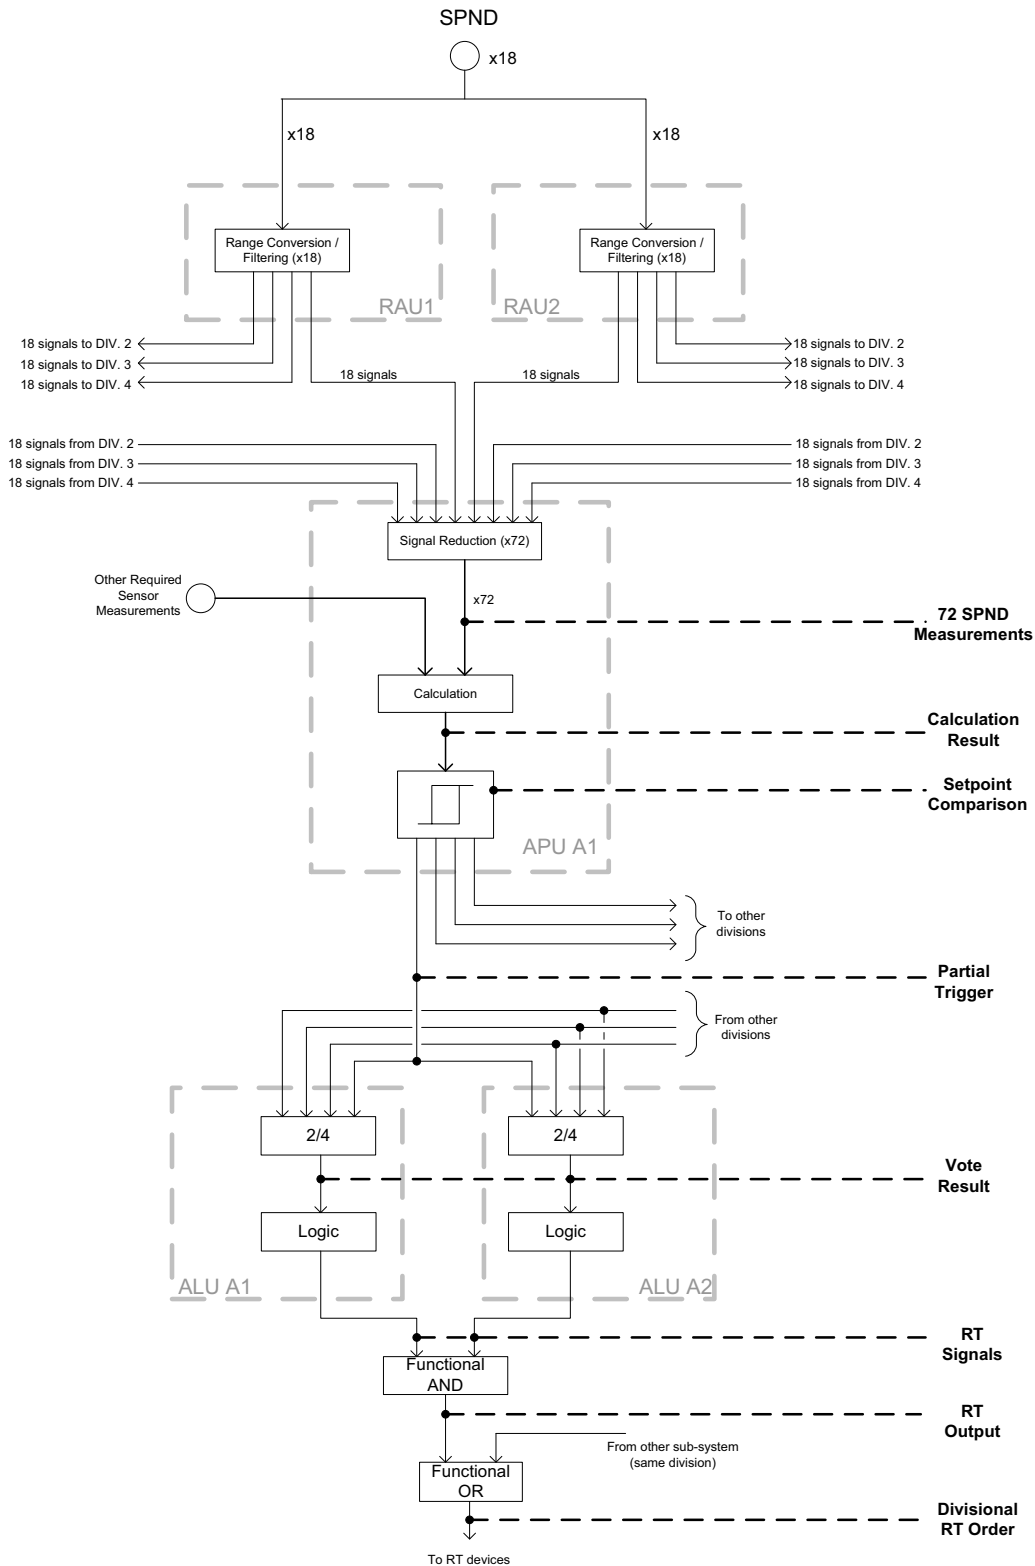 SPND
x18
x18
x18
Range Conversion /
Filtering (x18)
Range Conversion /
Filtering (x18)
RAU1
RAU2
18 signals to DIV. 2
18 signals to DIV. 3
18 signals to DIV. 4
18 signals to DIV. 2
18 signals to DIV. 3
18 signals to DIV. 4
18 signals
18 signals
18 signals from DIV. 2
18 signals from DIV. 3
18 signals from DIV. 4
18 signals from DIV. 2
18 signals from DIV. 3
18 signals from DIV. 4
Signal Reduction (x72)
Other Required
Sensor
Measurements
x72
72 SPND
Measurements
Calculation
Calculation
Result
Setpoint
Comparison
APU A1
To other
divisions
Partial
Trigger
From other
divisions
2/4
2/4
Vote
Result
Logic
Logic
ALU A1
ALU A2
RT
Signals
Functional
AND
RT
Output
From other sub-system
(same division)
Functional
OR
Divisional
RT Order
To RT devices